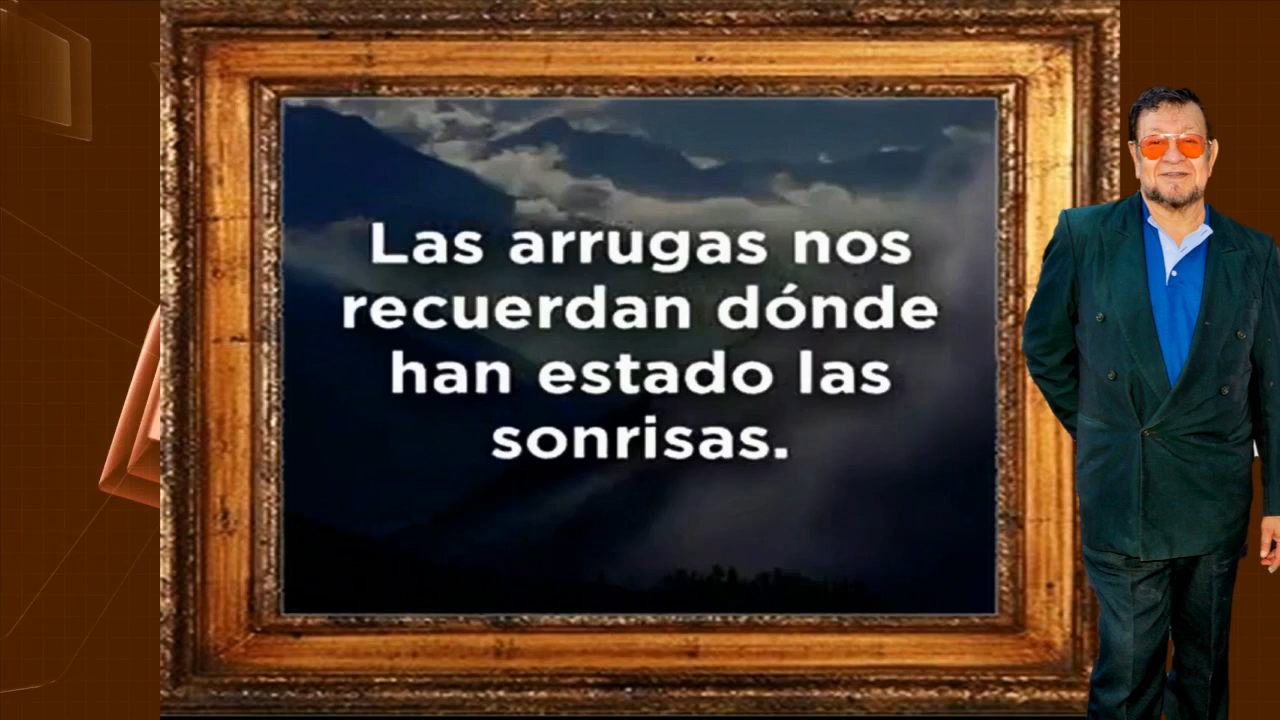 Las arrugas nos
recuerdan dónde
han estado las
sonrisas.